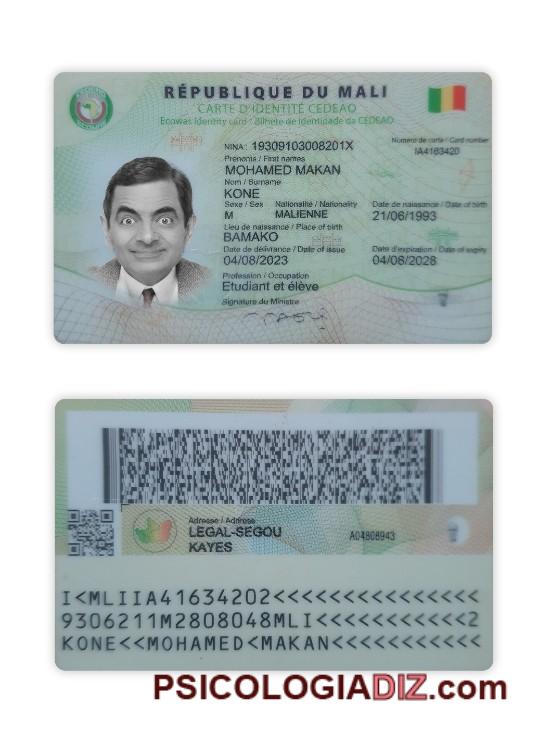 RÉPUBLIQUE DU MALI
CARTE D'IDENTITÉ CEDEAO
Ecowas Identity card / Bilhete de Identidade da CEDEAO
Numéro de carte / Card number
IA4163420
NINA : 19309103008201X
Prénoms / First names
MOHAMED MAKAN
Nom / Surname
KONE
Sexe / Sex Nationalité / Nationality Date de naissance / Date of birth
M MALIENNE 21/06/1993
Lieu de naissance / Place of birth
BAMAKO
Date de délivrance / Date of issue Date d'expiration / Date of expiry
04/08/2023 04/08/2028
Profession / Occupation
Etudiant et élève
Signature du Ministre
Adresse / Address
LEGAL-SEGOU
KAYES
A04808943
I<MLIIA41634202<<<<<<<<<<<<<<<
9306211M2808048MLI<<<<<<<<<<<2
KONE<<MOHAMED<MAKAN<<<<<<<<<<<
PSICOLOGIADIZ.com